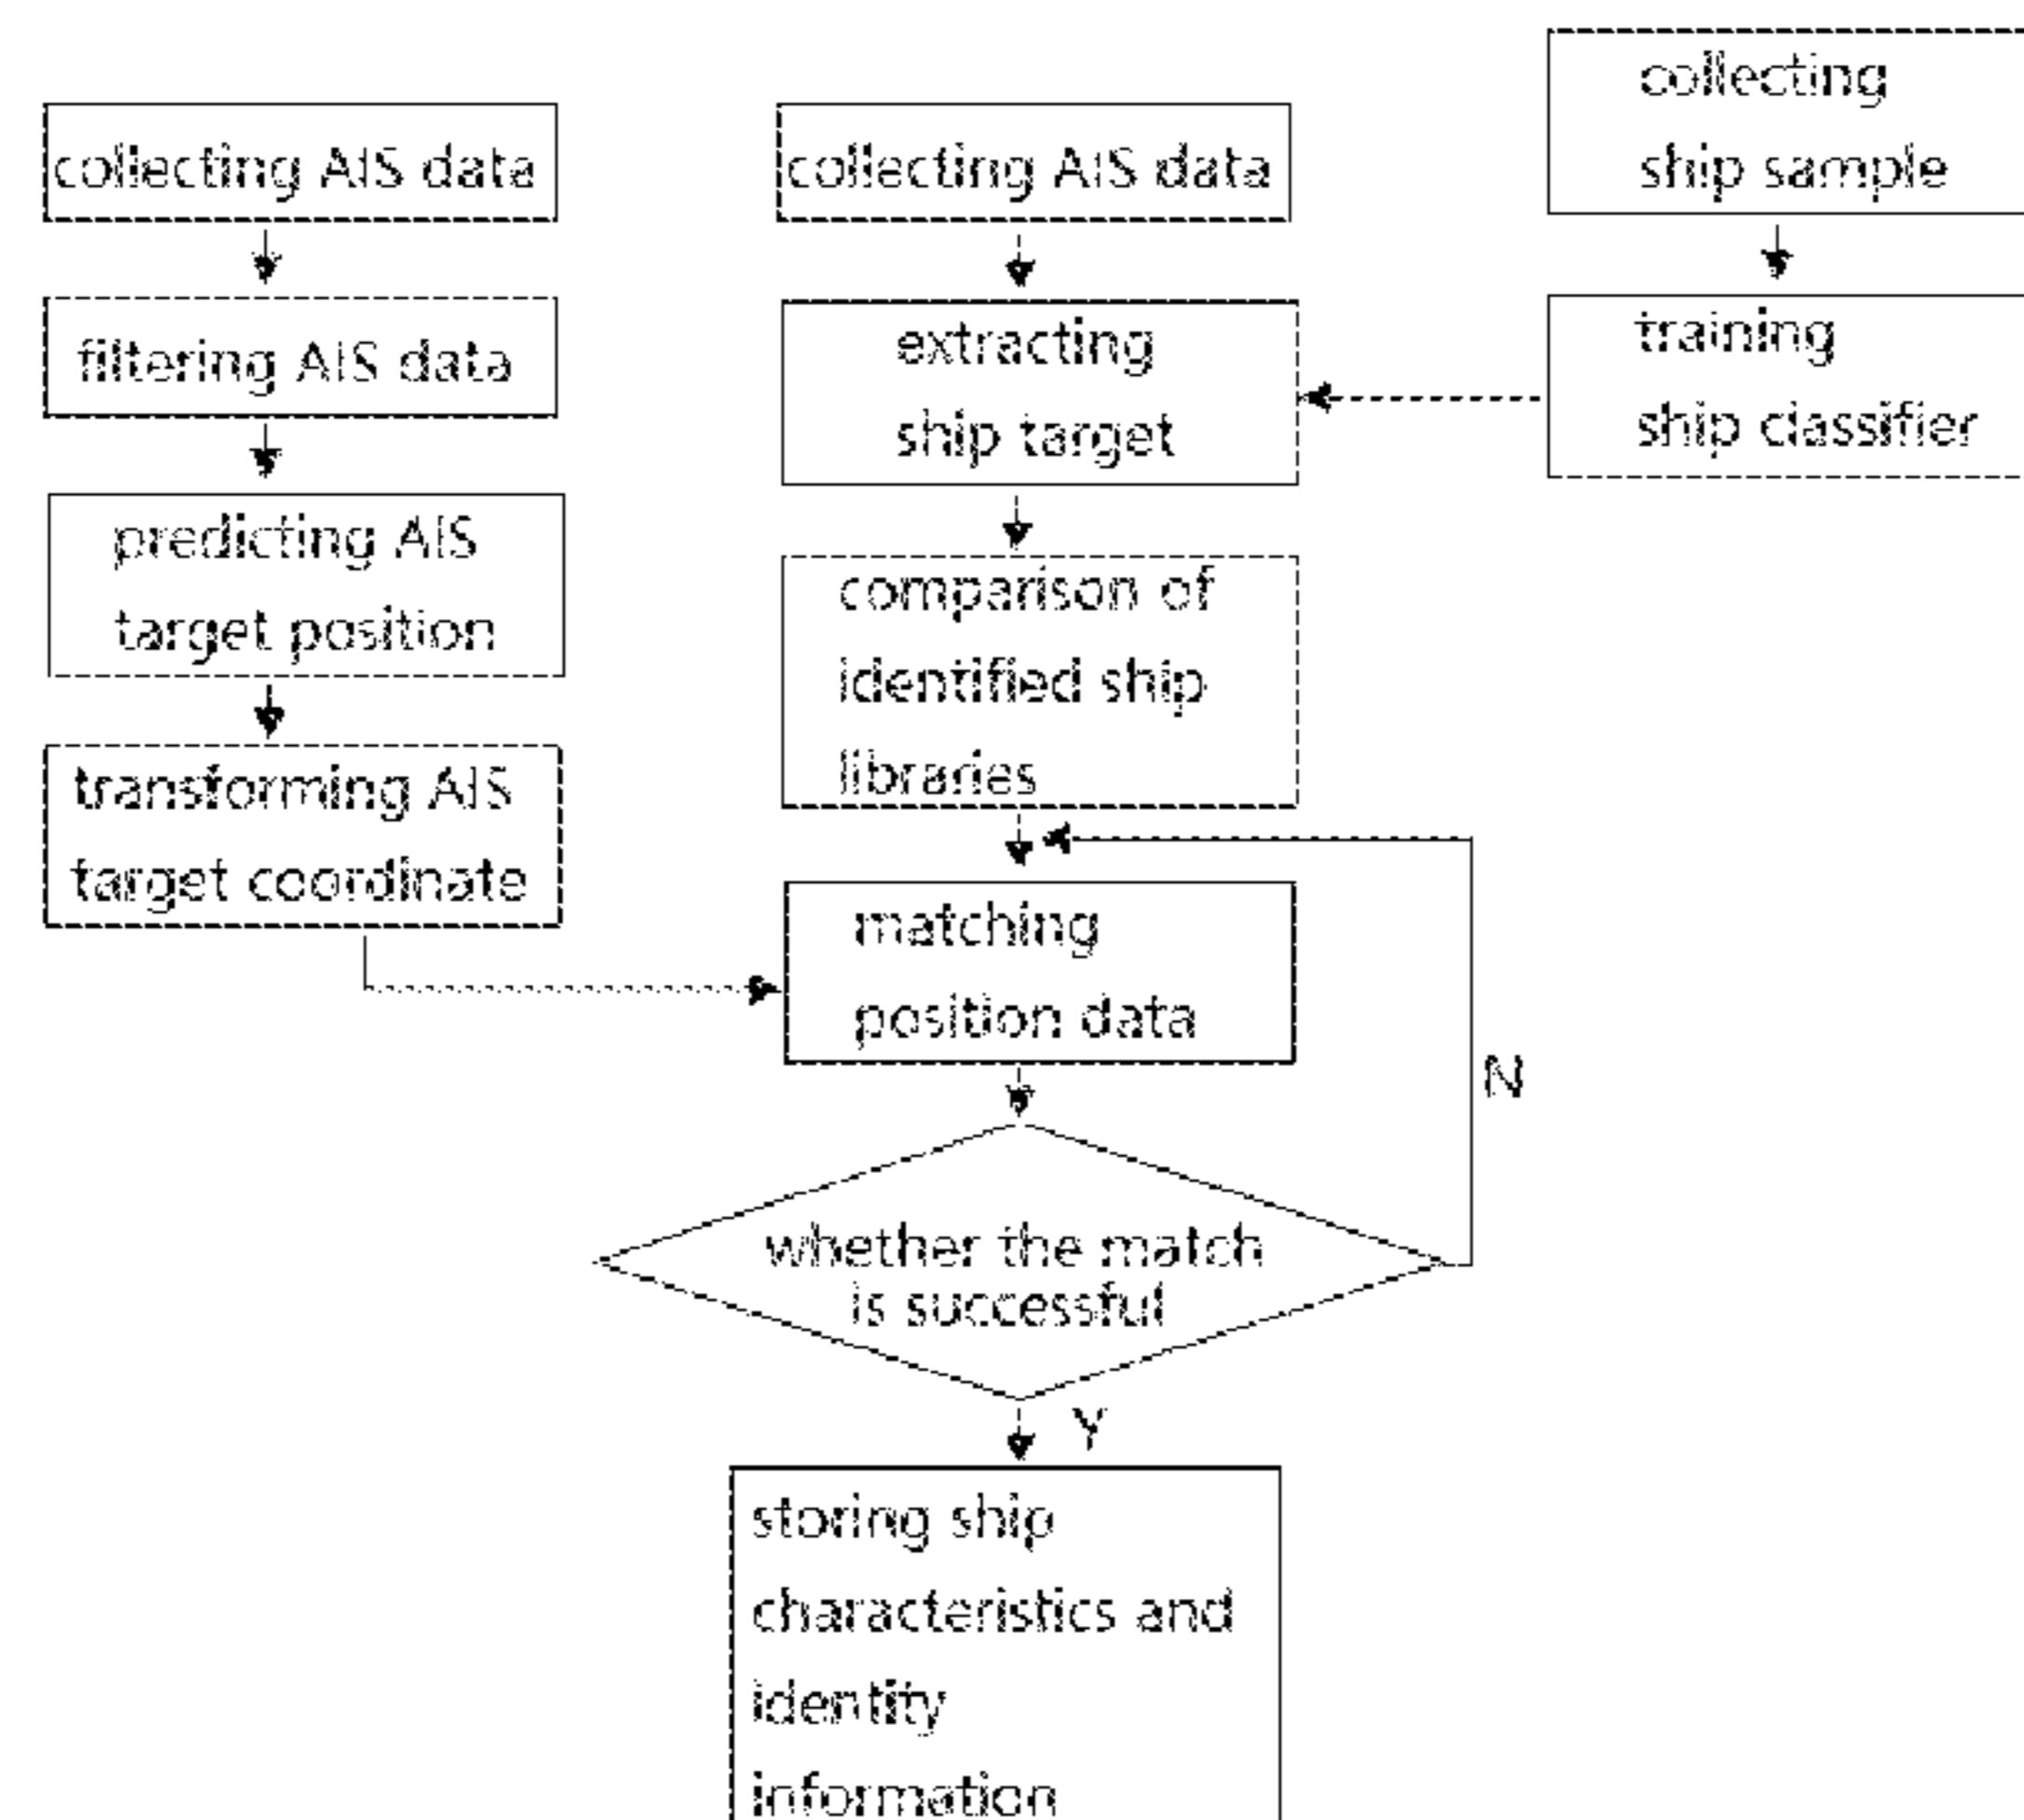 collecting AIS data
filtering AIS data
predicting AIS
target position
transforming AIS
target coordinate
collecting AIS data
extracting
ship target
comparison of
identified ship
libraries
matching
position data
whether the match
is successful
N
Y
storing ship
characteristics and
identity
information
collecting
ship sample
training
ship classifier